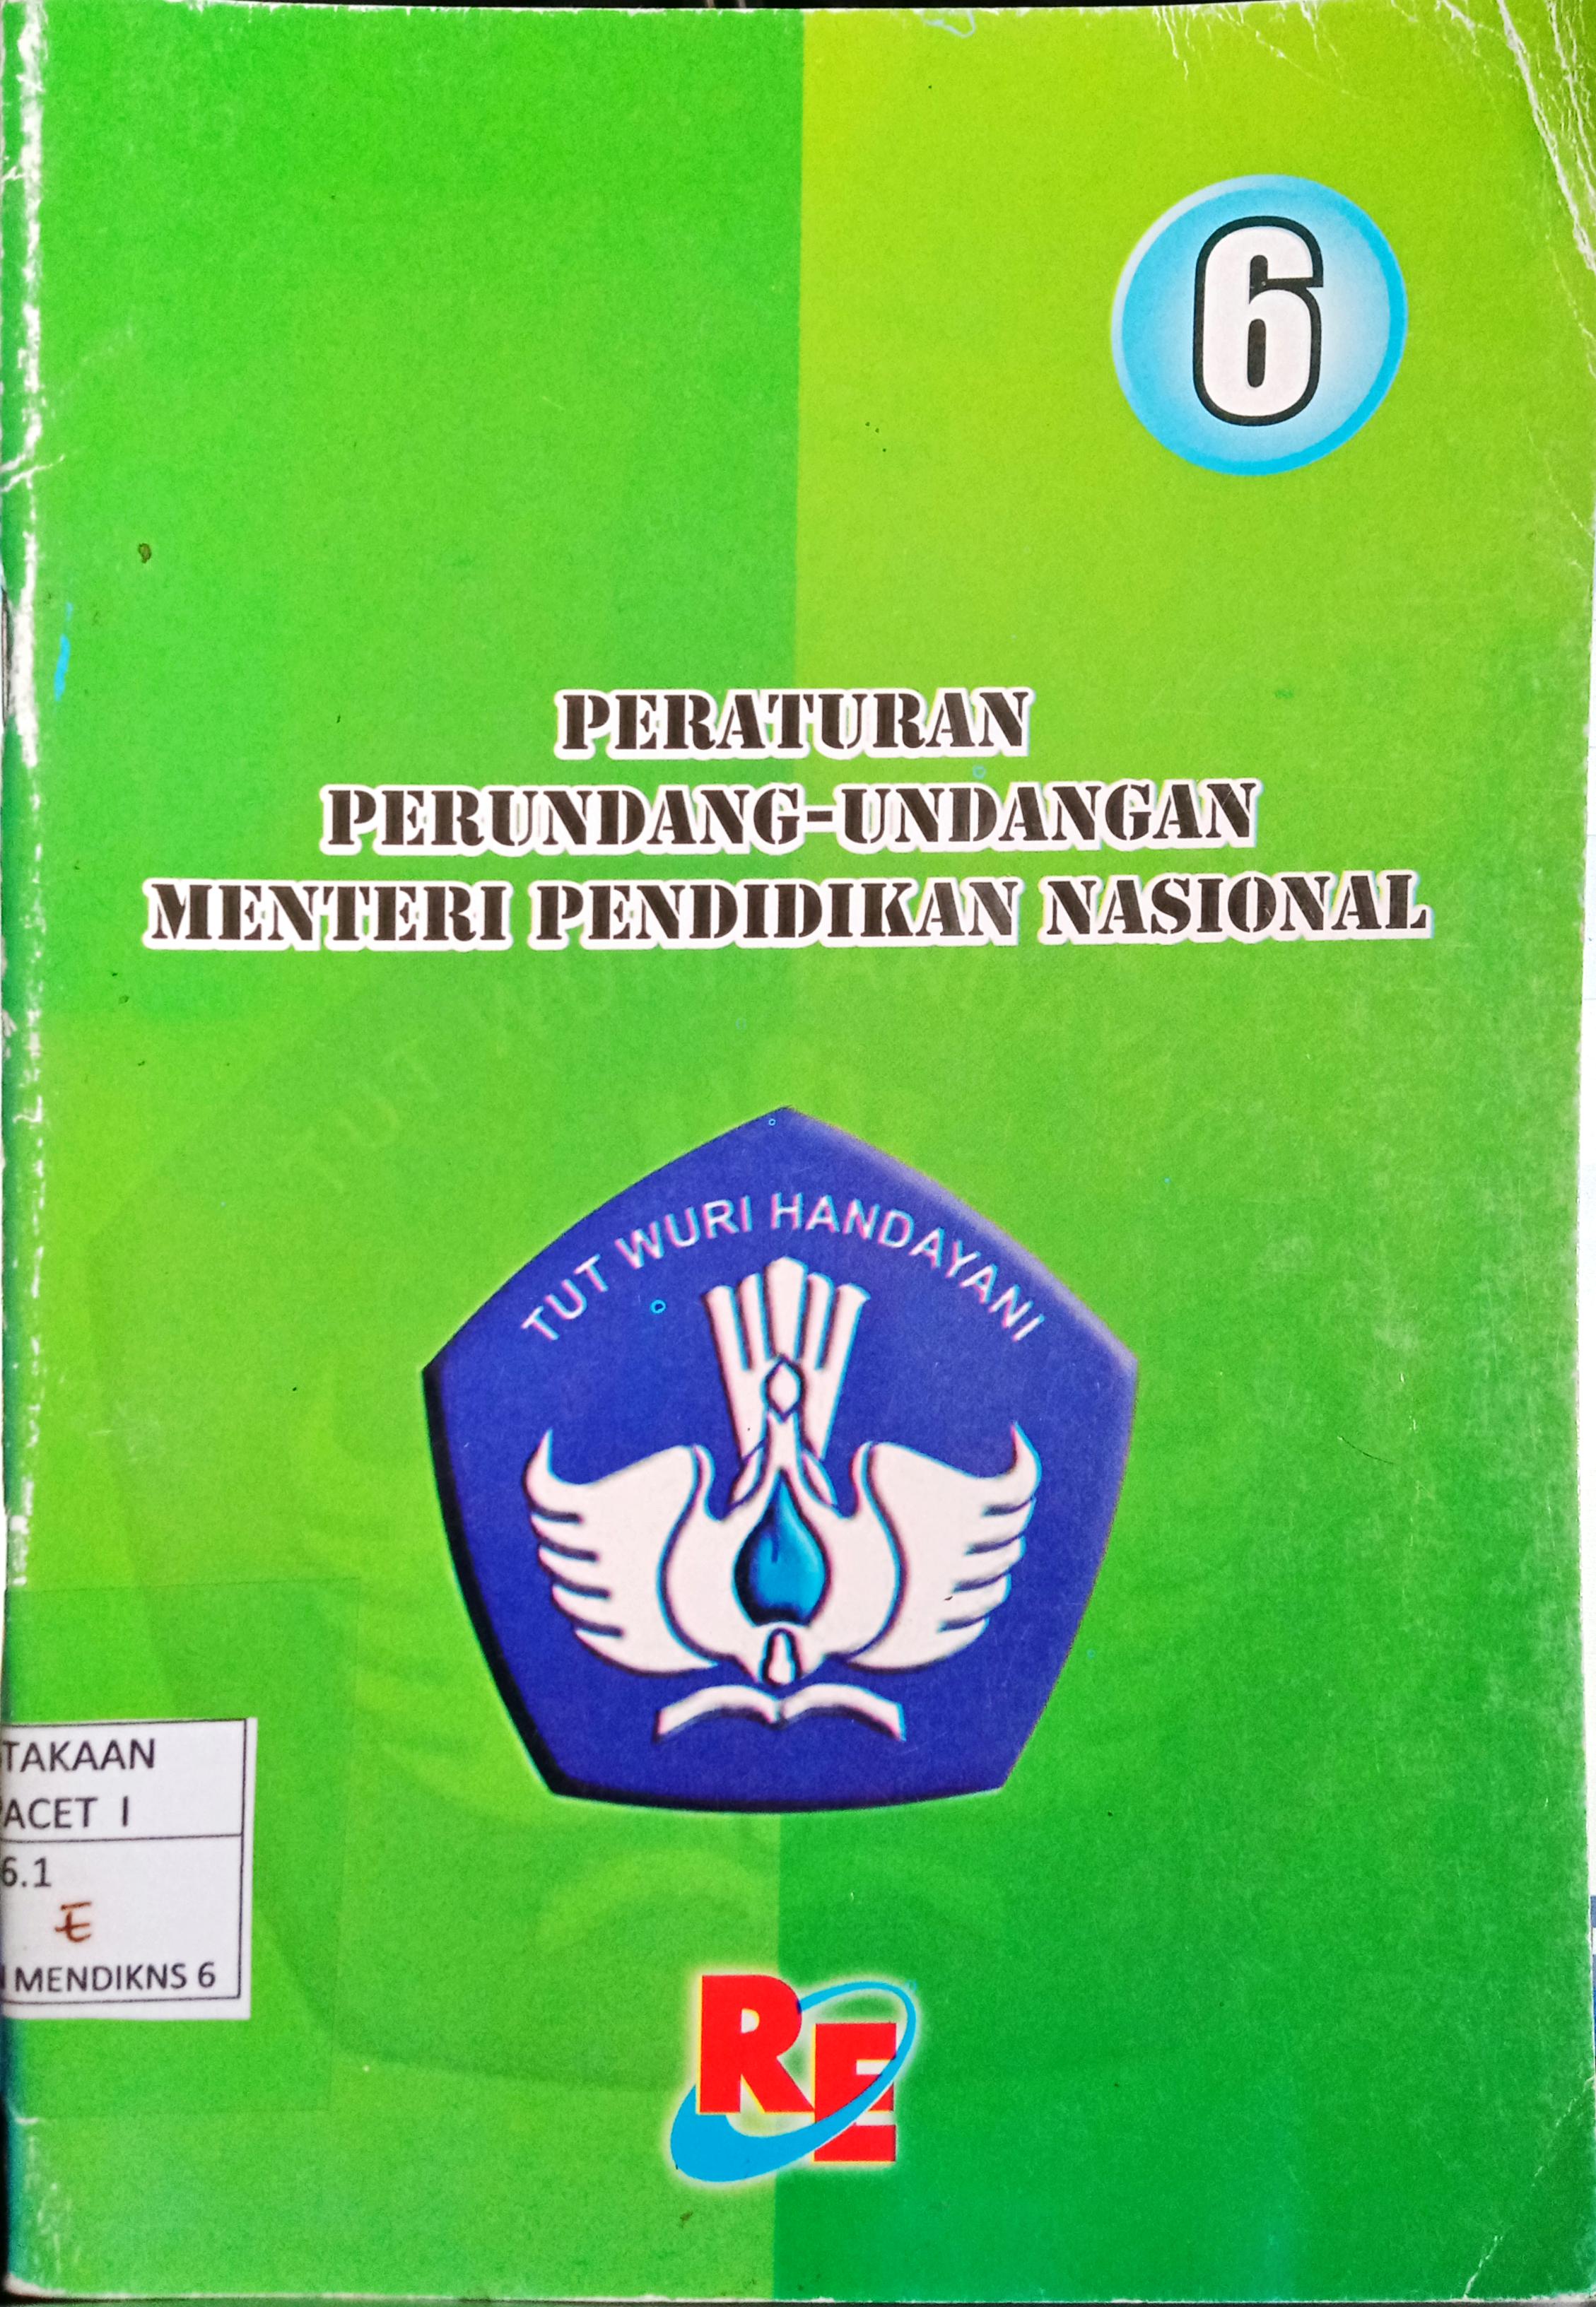 6
PERATURAN
PERUNDANG-UNDANGAN
MENTERI PENDIDIKAN NASIONAL
TUT WURI HANDAYANI
TAKAAN
ACET I
6.1
E
MENDIKNS 6
RE